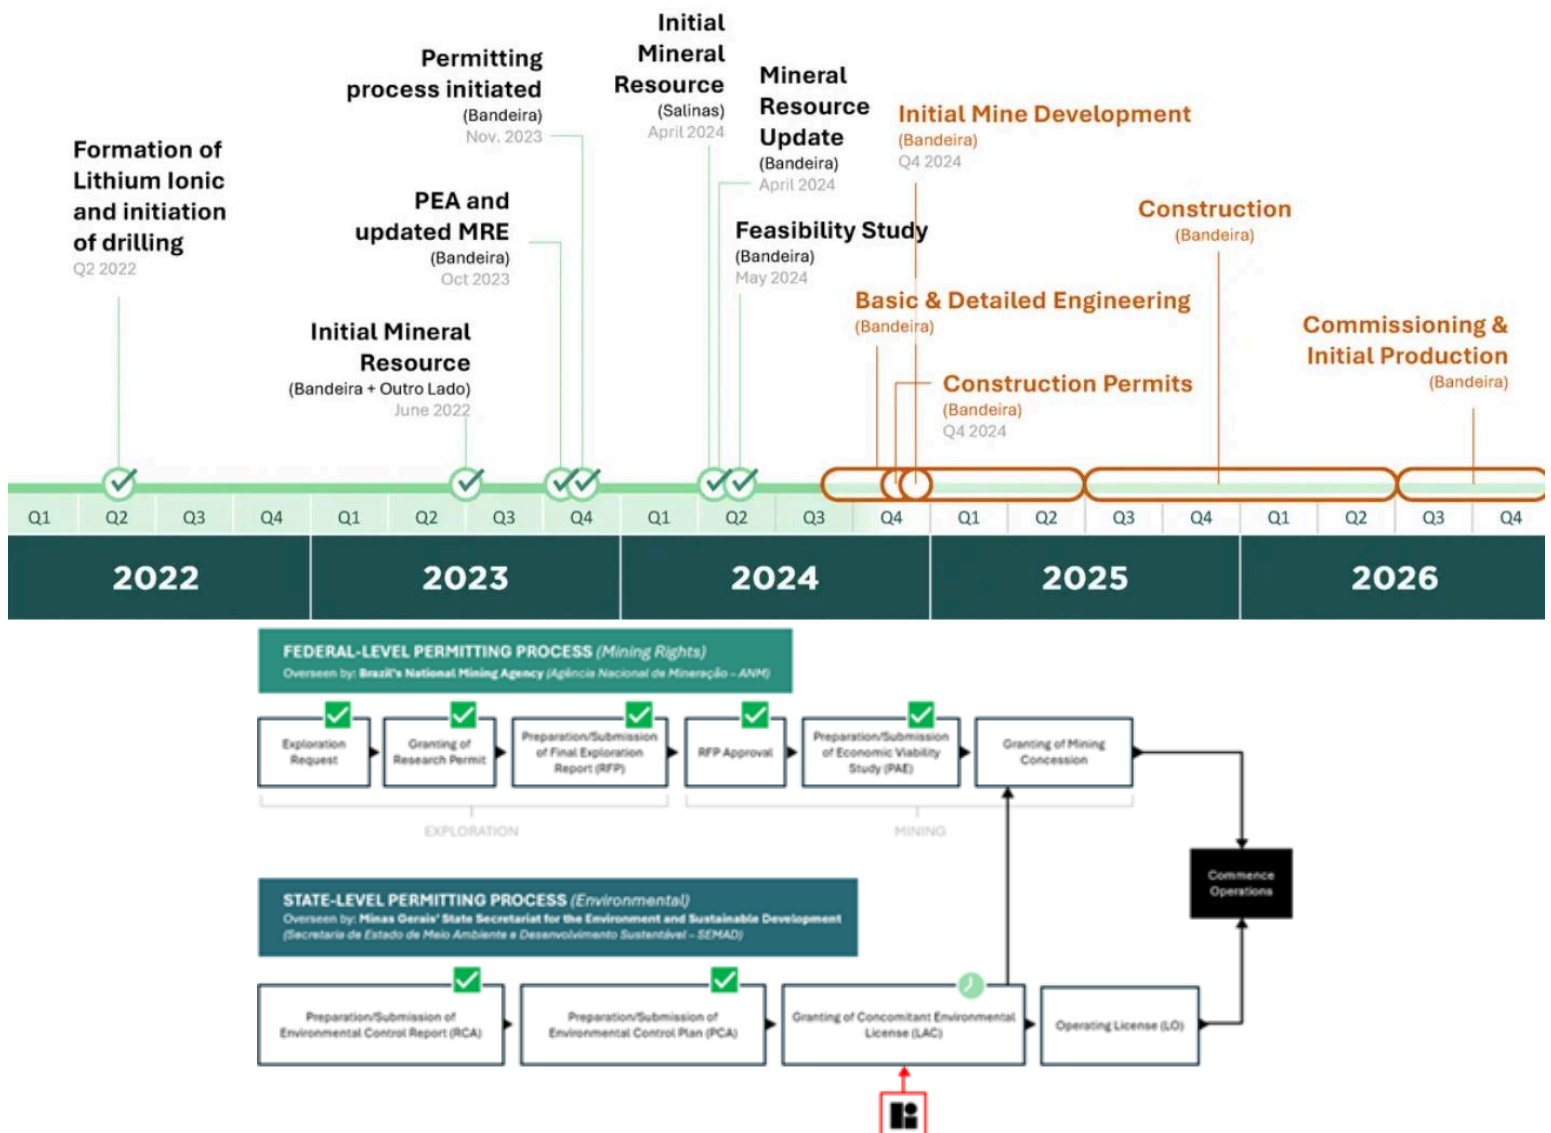 Initial
Mineral
Resource
(Salinas)
April 2024
Permitting
process initiated
(Bandeira)
Nov. 2023
Mineral
Resource
Update
(Bandeira)
April 2024
Initial Mine Development
(Bandeira)
Q4 2024
Formation of
Lithium Ionic
and initiation
of drilling
Q2 2022
PEA and
updated MRE
(Bandeira)
Oct 2023
Feasibility Study
(Bandeira)
May 2024
Construction
(Bandeira)
Basic & Detailed Engineering
(Bandeira)
Initial Mineral
Resource
(Bandeira + Outro Lado)
June 2022
Construction Permits
(Bandeira)
Q4 2024
Commissioning &
Initial Production
(Bandeira)
Q1 Q2 Q3 Q4 Q1 Q2 Q3 Q4 Q1 Q2 Q3 Q4 Q1 Q2 Q3 Q4 Q1 Q2 Q3 Q4
2022 2023 2024 2025 2026
FEDERAL-LEVEL PERMITTING PROCESS (Mining Rights)
Overseen by: Brazil's National Mining Agency (Agência Nacional de Mineração - ANM)
Exploration
Request
Granting of
Research Permit
Preparation/Submission
of Final Exploration
Report (RFP)
RFP Approval
Preparation/Submission
of Economic Viability
Study (PAE)
Granting of Mining
Concession
EXPLORATION
MINING
Commence
Operations
STATE-LEVEL PERMITTING PROCESS (Environmental)
Overseen by: Minas Gerais' State Secretariat for the Environment and Sustainable Development
(Secretaria de Estado de Meio Ambiente e Desenvolvimento Sustentável - SEMAD)
Preparation/Submission of
Environmental Control Report (RCA)
Preparation/Submission of
Environmental Control Plan (PCA)
Granting of Concomitant Environmental
License (LAC)
Operating License (LO)